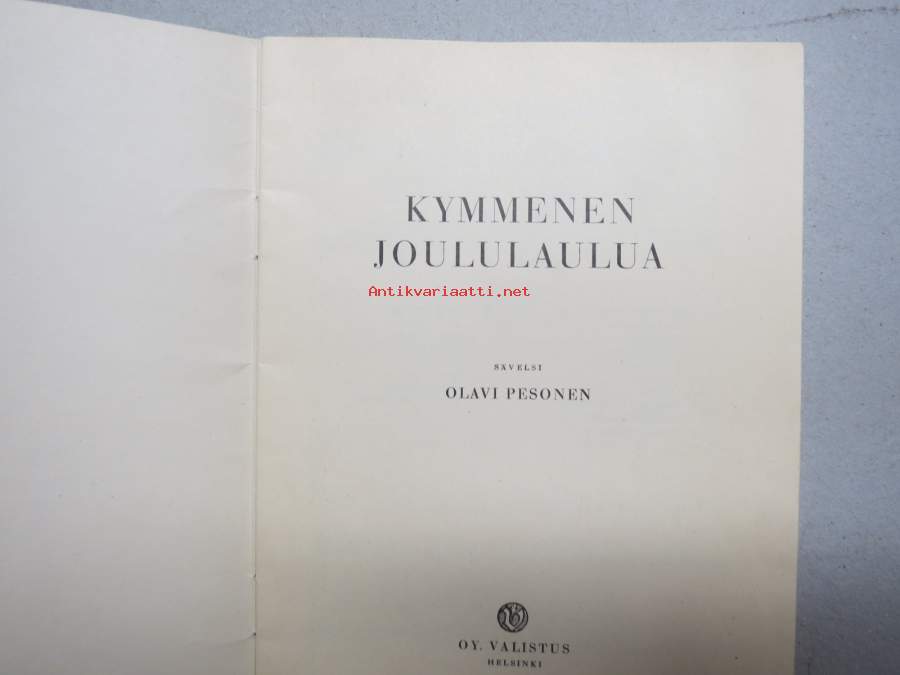 KYMMENEN
JOULULAULUA
Antikvariaatti.net
SÄVELSI
OLAVI PESONEN
OY. VALISTUS
HELSINKI